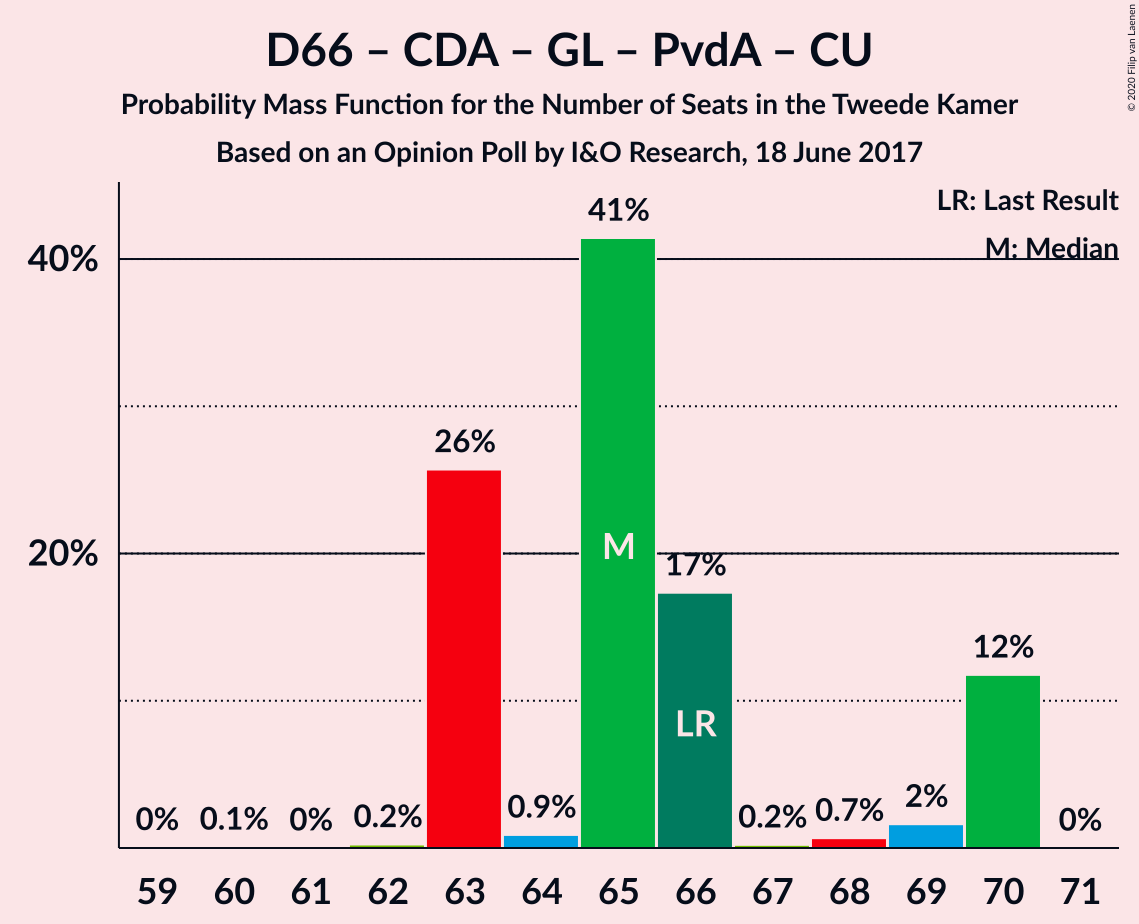 D66 – CDA – GL – PvdA – CU
Probability Mass Function for the Number of Seats in the Tweede Kamer
Based on an Opinion Poll by I&O Research, 18 June 2017
© 2020 Filip van Laenen
LR: Last Result
M: Median
40%
20%
0%
0.1%
0%
0.2%
26%
0.9%
41%
M
17%
LR
0.2%
0.7%
2%
12%
0%
59 60 61 62 63 64 65 66 67 68 69 70 71